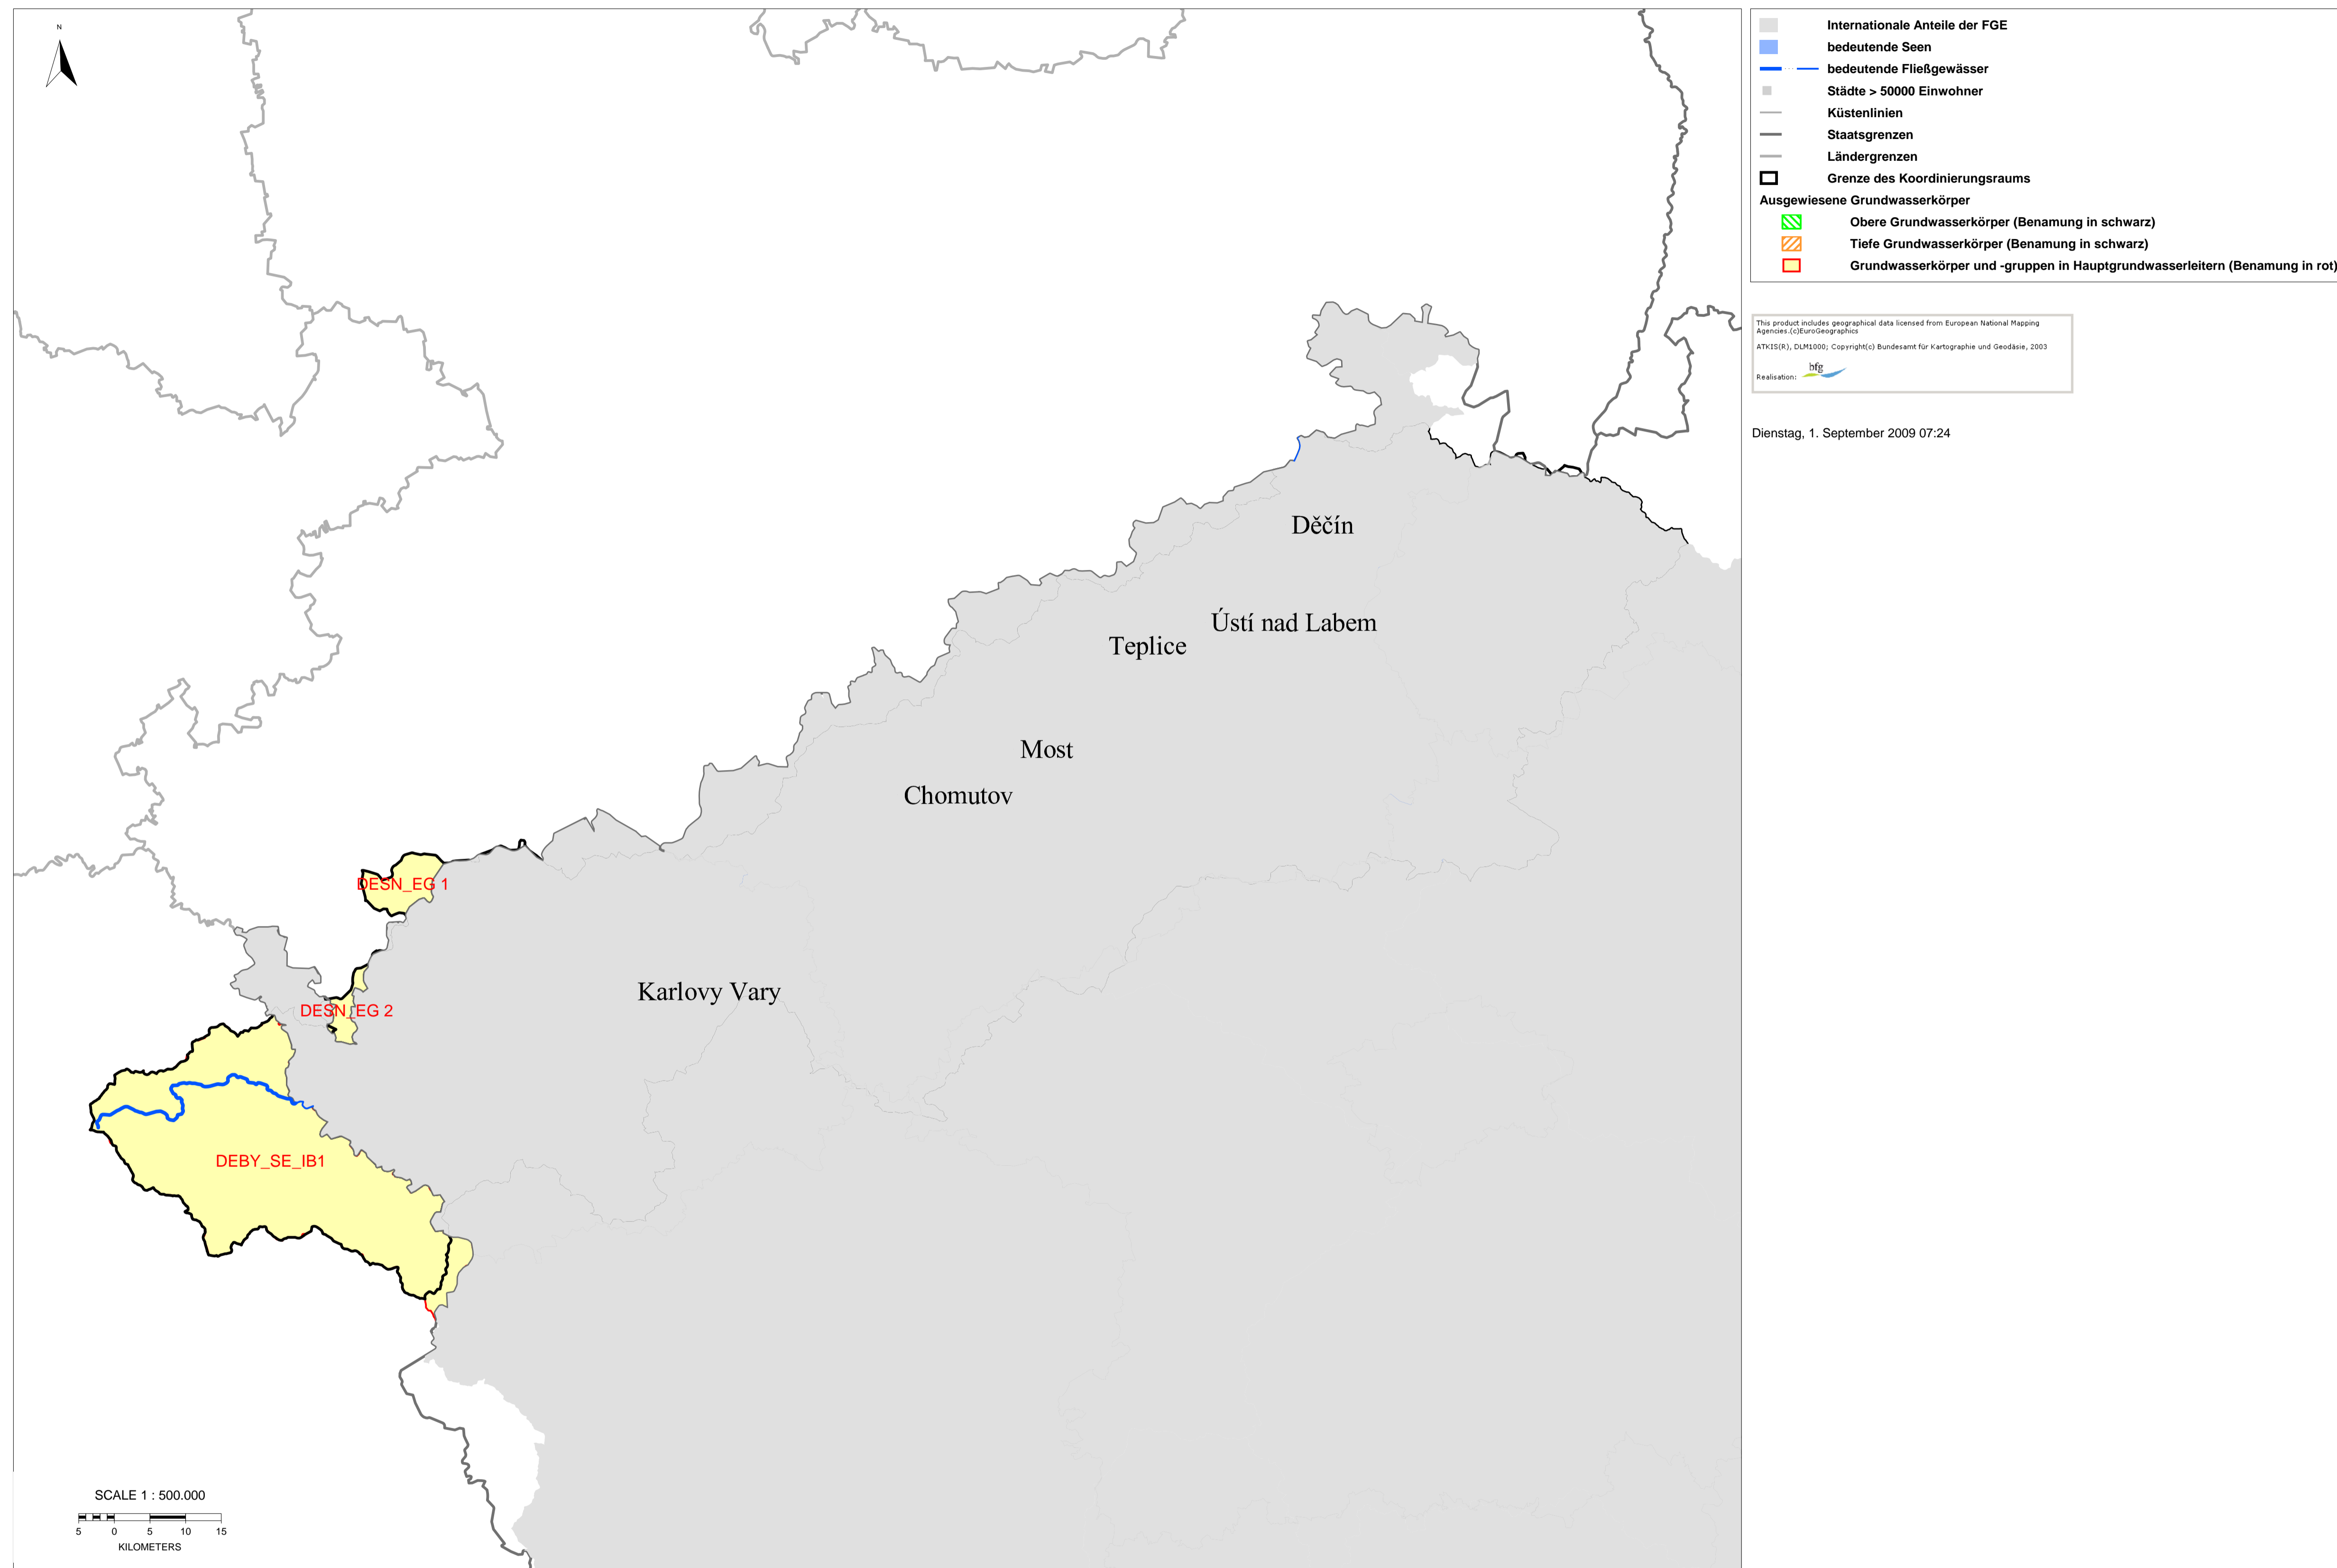 N
Děčín
Ústí nad Labem
Teplice
Most
Chomutov
DESN_EG 1
Karlovy Vary
DESN_EG 2
DEBY_SE_IB1
SCALE 1 : 500.000
5 0 5 10 15
KILOMETERS
Internationale Anteile der FGE
bedeutende Seen
bedeutende Fließgewässer
Städte > 50000 Einwohner
Küstenlinien
Staatsgrenzen
Ländergrenzen
Grenze des Koordinierungsraums
Ausgewiesene Grundwasserkörper
Obere Grundwasserkörper (Benamung in schwarz)
Tiefe Grundwasserkörper (Benamung in schwarz)
Grundwasserkörper und -gruppen in Hauptgrundwasserleitern (Benamung in rot)
This product includes geographical data licensed from European National Mapping
Agencies.(c)EuroGeographics
ATKIS(R), DLM1000; Copyright(c) Bundesamt für Kartographie und Geodäsie, 2003
Realisation: bfg
Dienstag, 1. September 2009 07:24